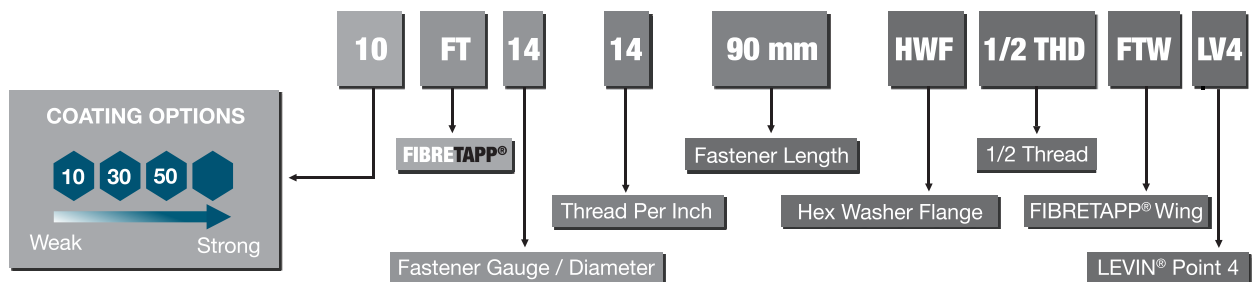 10 FT 14 14 90 mm HWF 1/2 THD FTW LV4
COATING OPTIONS
10 30 50
Weak
Strong
FIBRETAPP®
Fastener Length
1/2 Thread
Thread Per Inch
Hex Washer Flange
FIBRETAPP® Wing
Fastener Gauge / Diameter
LEVIN® Point 4